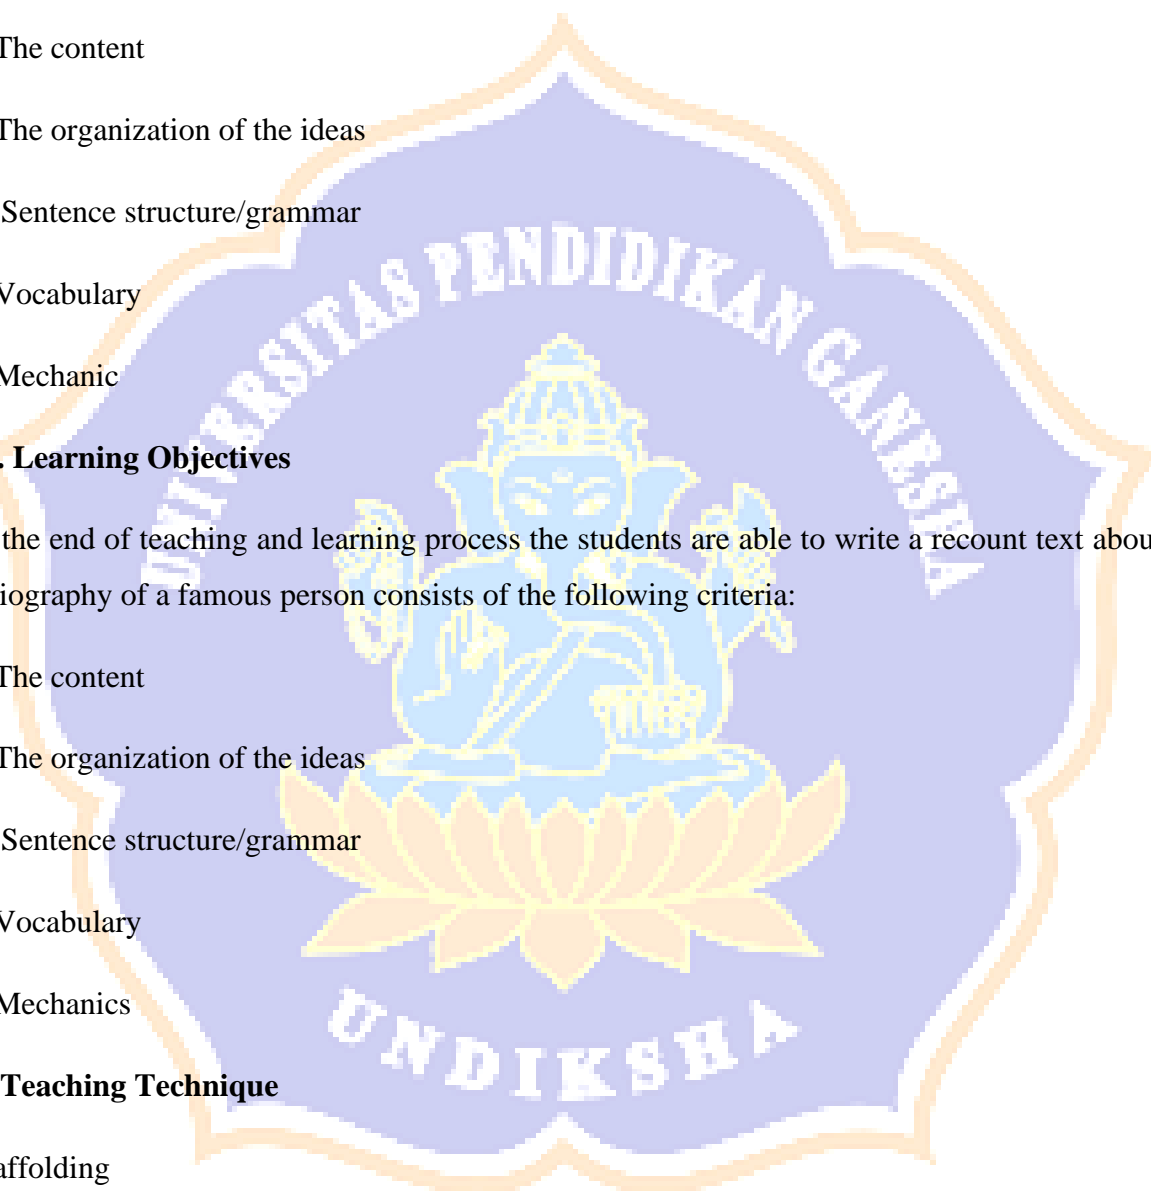 The content
The organization of the ideas
Sentence structure/grammar
Vocabulary
Mechanic
. Learning Objectives
the end of teaching and learning process the students are able to write a recount text abou
iography of a famous person consists of the following criteria:
The content
The organization of the ideas
Sentence structure/grammar
Vocabulary
Mechanics
Teaching Technique
affolding
UNIVERSITAS PENDIDIKAN GANESHA
UNDIKSHA